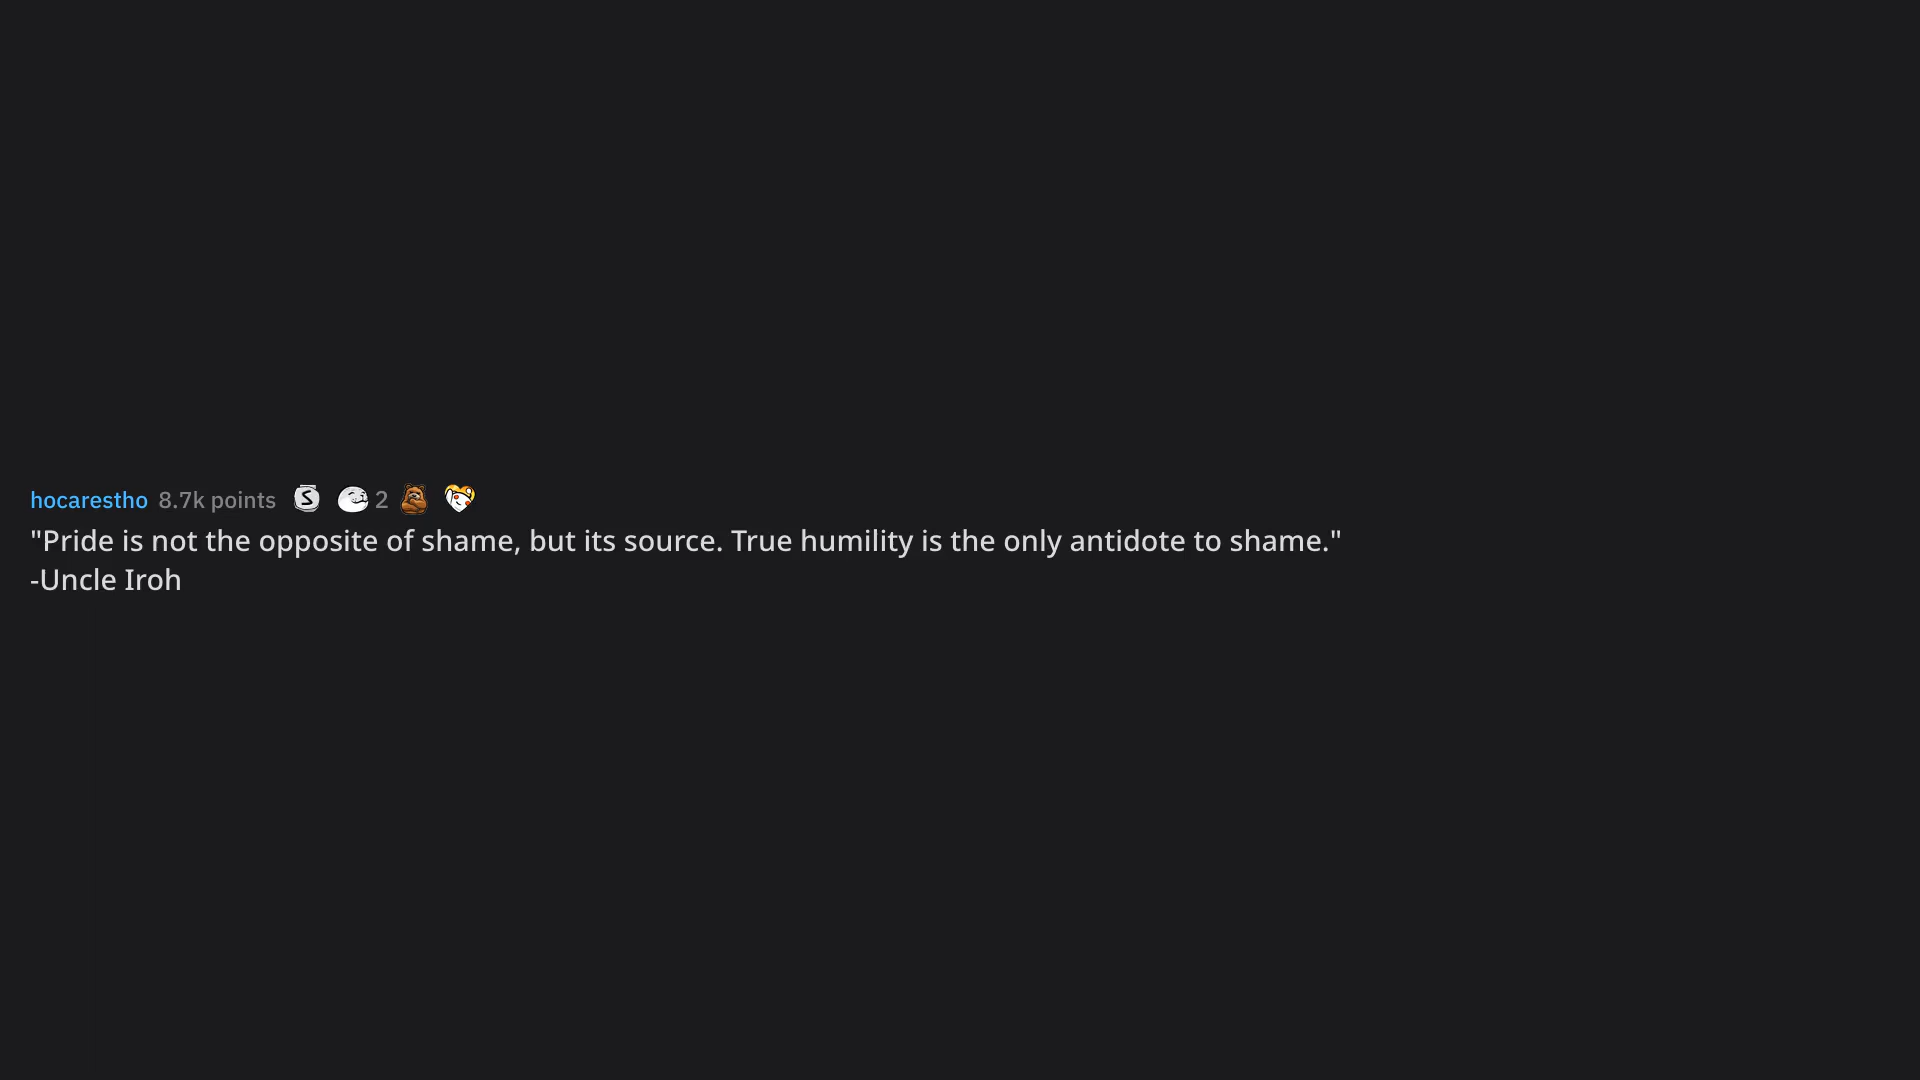 hocarestho 8.7k points S 2
"Pride is not the opposite of shame, but its source. True humility is the only antidote to shame."
-Uncle Iroh